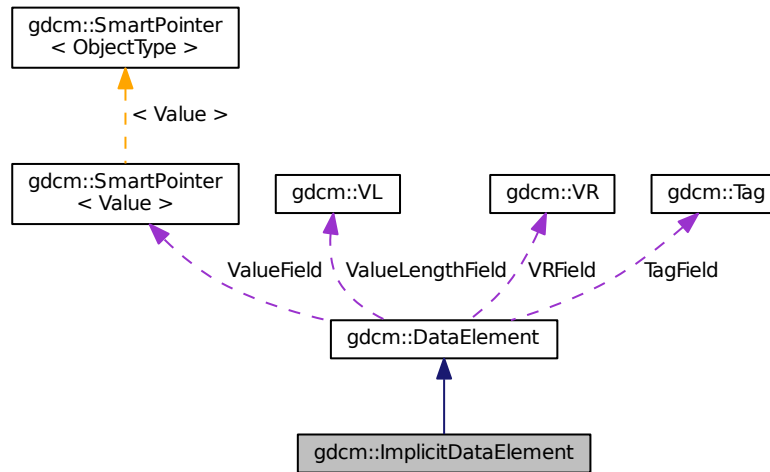 gdcm::SmartPointer
< ObjectType >
< Value >
gdcm::SmartPointer
< Value >
gdcm::VL
gdcm::VR
gdcm::Tag
ValueField
ValueLengthField
VRField
TagField
gdcm::DataElement
gdcm::ImplicitDataElement